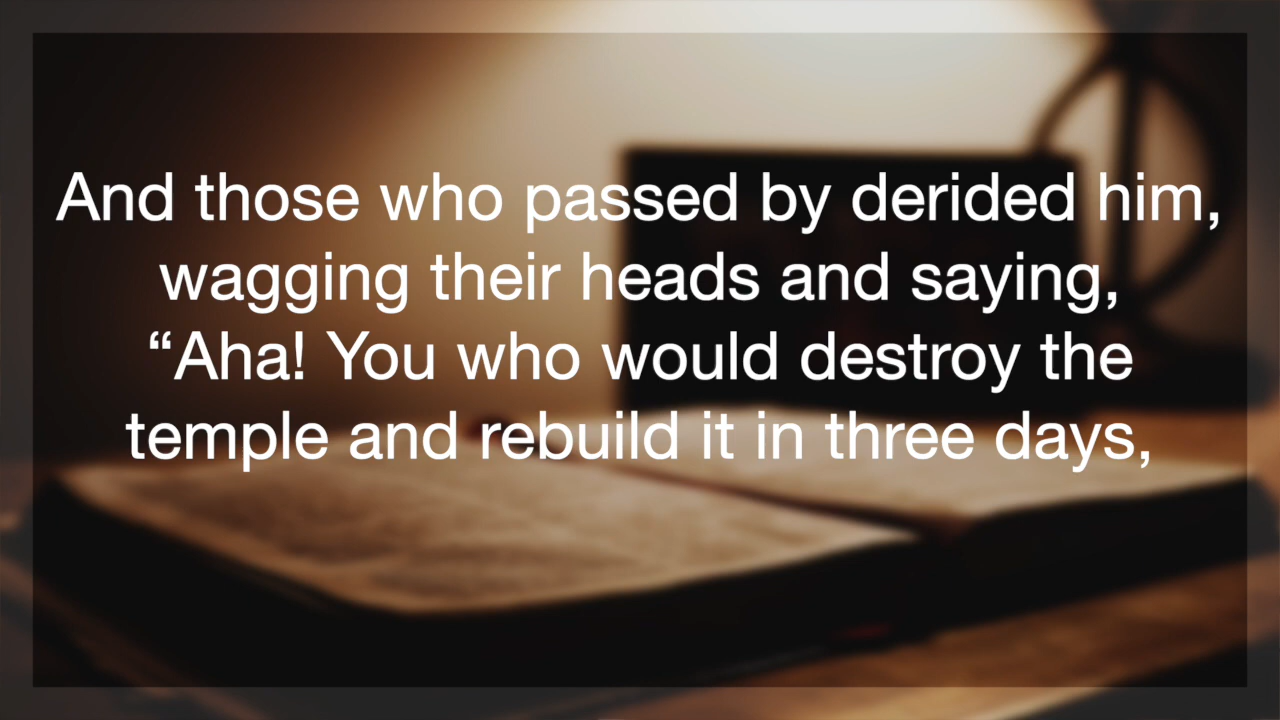 And those who passed by derided him,
wagging their heads and saying,
“Aha! You who would destroy the
temple and rebuild it in three days,